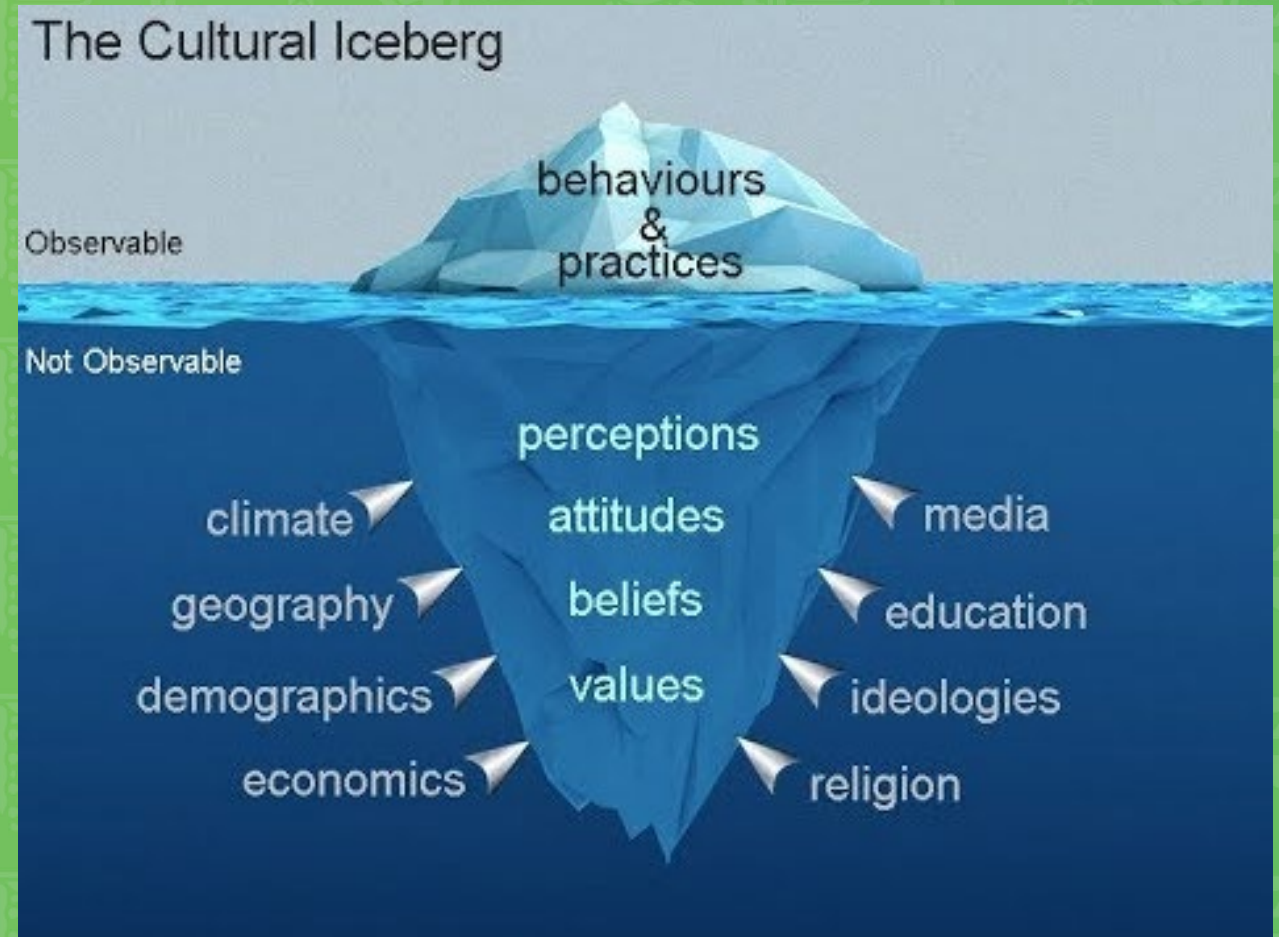 The Cultural Iceberg
behaviours
&
practices
Observable
Not Observable
perceptions
climate
attitudes
media
geography
beliefs
education
demographics
values
ideologies
economics
religion